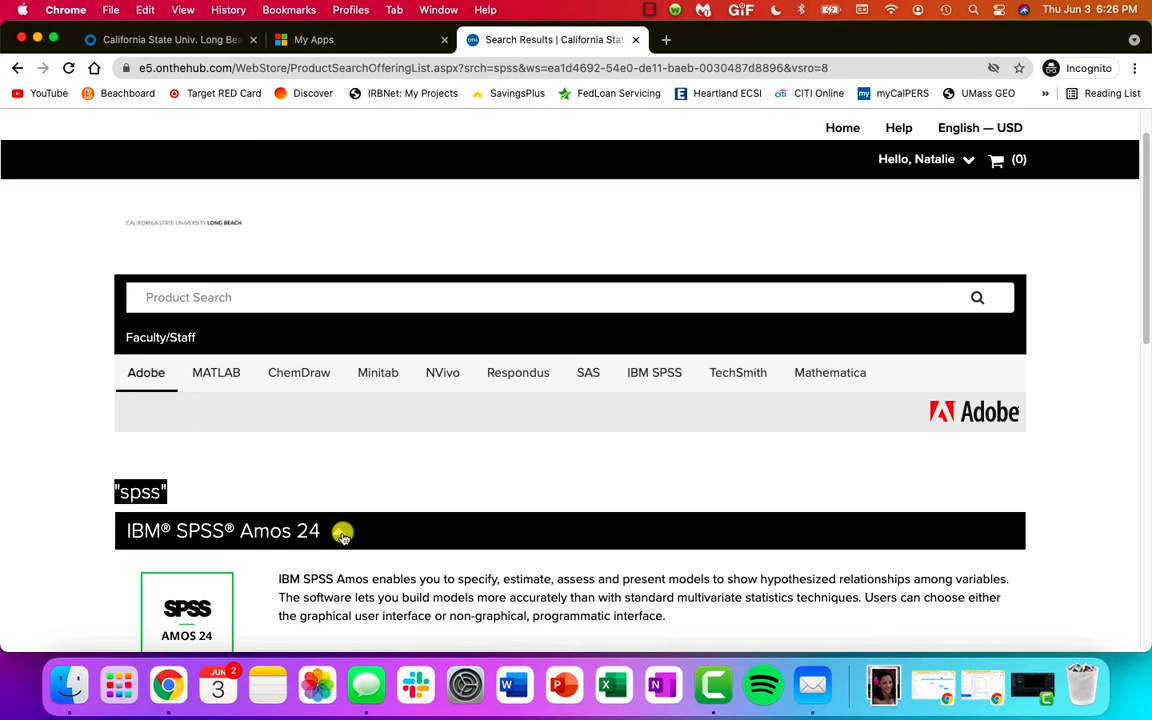 Chrome File Edit View History Bookmarks Profiles Tab Window Help GIF Thu Jun 3 6:26 PM
California State Univ. Long Bea My Apps Search Results | California Stat
e5.onthehub.com/WebStore/ProductSearchOfferingList.aspx?srch=spss&ws=ea1d4692-54e0-de11-baeb-0030487d8896&vsro=8 Incognito
YouTube Beachboard Target RED Card Discover IRBNet: My Projects SavingsPlus FedLoan Servicing Heartland ECSI CITI Online myCalPERS UMass GEO » Reading List
Home Help English — USD
Hello, Natalie (0)
CALIFORNIA STATE UNIVERSITY LONG BEACH
Product Search
Faculty/Staff
Adobe MATLAB ChemDraw Minitab NVivo Respondus SAS IBM SPSS TechSmith Mathematica
Adobe
"spss"
IBM® SPSS® Amos 24
IBM SPSS Amos enables you to specify, estimate, assess and present models to show hypothesized relationships among variables.
The software lets you build models more accurately than with standard multivariate statistics techniques. Users can choose either
the graphical user interface or non-graphical, programmatic interface.
SPSS
AMOS 24
JUN 2
3